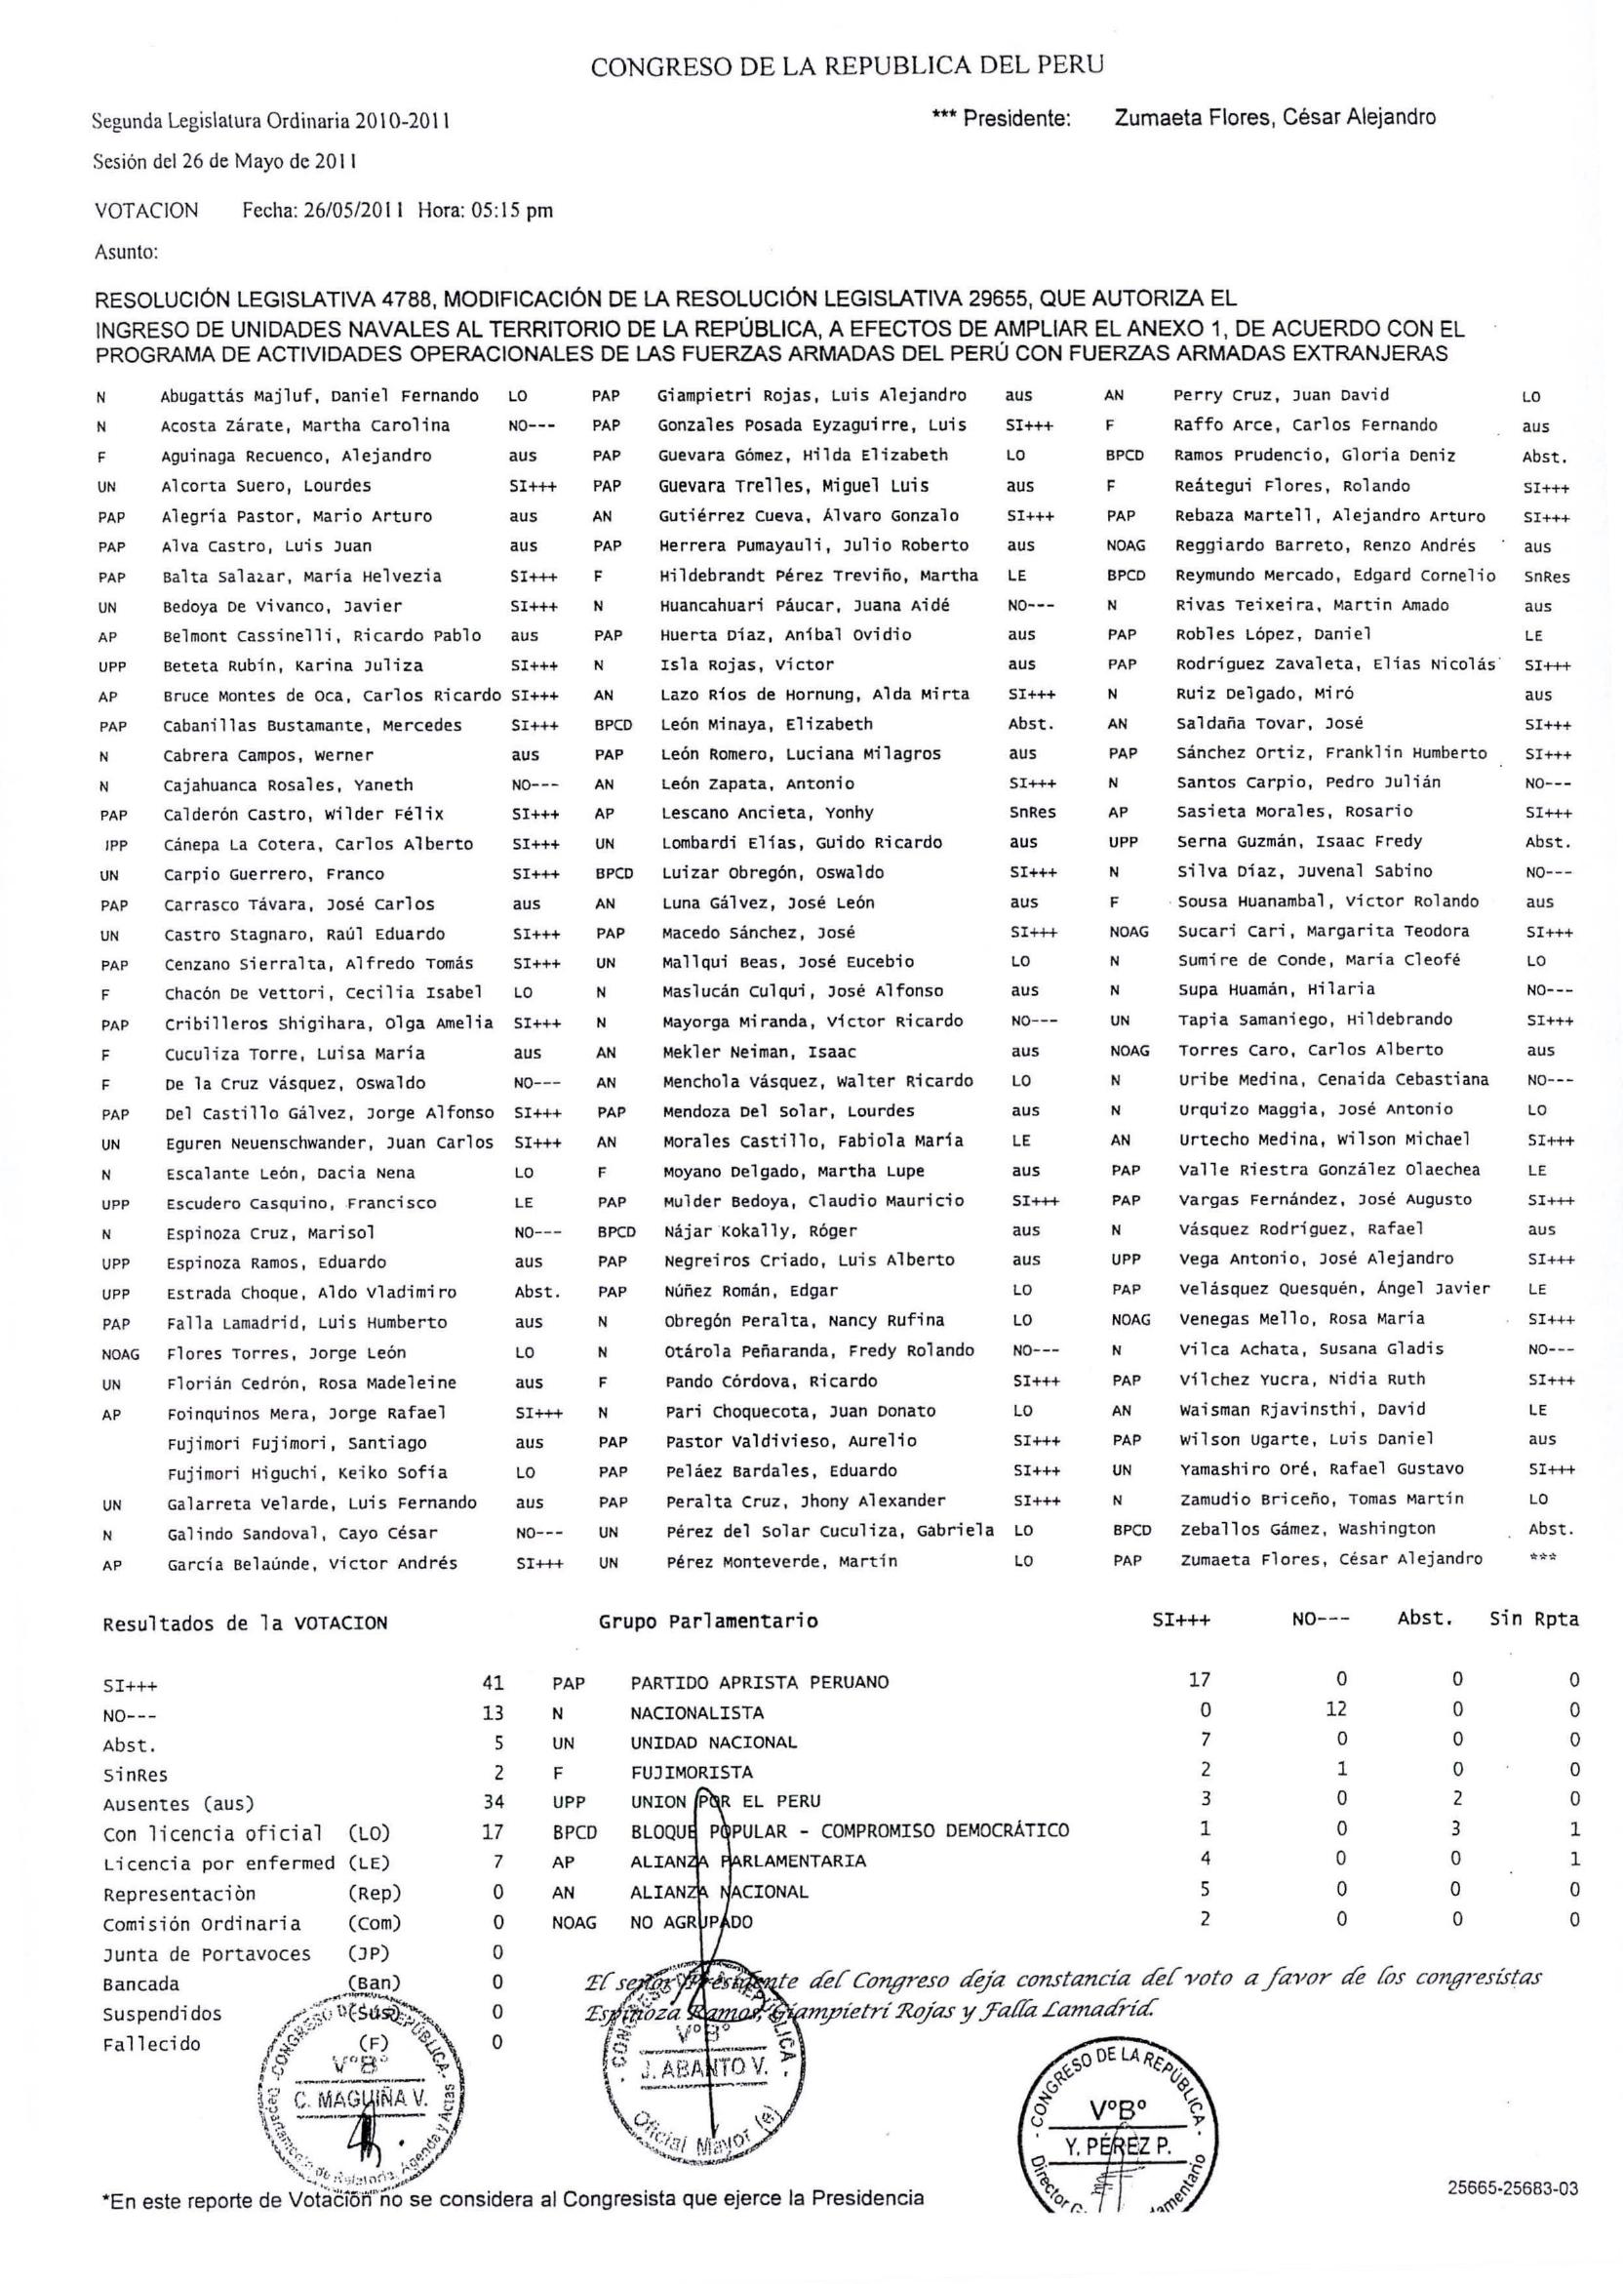 CONGRESO DE LA REPUBLICA DEL PERU
Segunda Legislatura Ordinaria 2010-2011 *** Presidente: Zumaeta Flores, César Alejandro
Sesión del 26 de Mayo de 2011
VOTACION Fecha: 26/05/2011 Hora: 05:15 pm
Asunto:
RESOLUCIÓN LEGISLATIVA 4788, MODIFICACIÓN DE LA RESOLUCIÓN LEGISLATIVA 29655, QUE AUTORIZA EL
INGRESO DE UNIDADES NAVALES AL TERRITORIO DE LA REPÚBLICA, A EFECTOS DE AMPLIAR EL ANEXO 1, DE ACUERDO CON EL
PROGRAMA DE ACTIVIDADES OPERACIONALES DE LAS FUERZAS ARMADAS DEL PERÚ CON FUERZAS ARMADAS EXTRANJERAS
N Abugattás Majluf, Daniel Fernando LO PAP Giampietri Rojas, Luis Alejandro aus AN Perry Cruz, Juan David LO
N Acosta Zárate, Martha Carolina NO--- PAP Gonzales Posada Eyzaguirre, Luis SI+++ F Raffo Arce, Carlos Fernando aus
F Aguinaga Recuenco, Alejandro aus PAP Guevara Gómez, Hilda Elizabeth LO BPCD Ramos Prudencio, Gloria Deniz Abst.
UN Alcorta Suero, Lourdes SI+++ PAP Guevara Trelles, Miguel Luis aus F Reátegui Flores, Rolando SI+++
PAP Alegría Pastor, Mario Arturo aus AN Gutiérrez Cueva, Álvaro Gonzalo SI+++ PAP Rebaza Martell, Alejandro Arturo SI+++
PAP Alva Castro, Luis Juan aus PAP Herrera Pumayauli, Julio Roberto aus NOAG Reggiardo Barreto, Renzo Andrés aus
PAP Balta Salazar, María Helvezia SI+++ F Hildebrandt Pérez Treviño, Martha LE BPCD Reymundo Mercado, Edgard Cornelio SnRes
UN Bedoya De Vivanco, Javier SI+++ N Huancahuari Páucar, Juana Aidé NO--- N Rivas Teixeira, Martin Amado aus
AP Belmont Cassinelli, Ricardo Pablo aus PAP Huerta Díaz, Aníbal Ovidio aus PAP Robles López, Daniel LE
UPP Beteta Rubín, Karina Juliza SI+++ N Isla Rojas, Víctor aus PAP Rodríguez Zavaleta, Elías Nicolás SI+++
AP Bruce Montes de Oca, Carlos Ricardo SI+++ AN Lazo Ríos de Hornung, Alda Mirta SI+++ N Ruiz Delgado, Miró aus
PAP Cabanillas Bustamante, Mercedes SI+++ BPCD León Minaya, Elizabeth Abst. AN Saldaña Tovar, José SI+++
N Cabrera Campos, Werner aus PAP León Romero, Luciana Milagros aus PAP Sánchez Ortiz, Franklin Humberto SI+++
N Cajahuanca Rosales, Yaneth NO--- AN León Zapata, Antonio SI+++ N Santos Carpio, Pedro Julián NO---
PAP Calderón Castro, Wilder Félix SI+++ AP Lescano Ancieta, Yonhy SnRes AP Sasieta Morales, Rosario SI+++
IPP Cánepa La Cotera, Carlos Alberto SI+++ UN Lombardi Elías, Guido Ricardo aus UPP Serna Guzmán, Isaac Fredy Abst.
UN Carpio Guerrero, Franco SI+++ BPCD Luizar Obregón, Oswaldo SI+++ N Silva Díaz, Juvenal Sabino NO---
PAP Carrasco Távara, José Carlos aus AN Luna Gálvez, José León aus F Sousa Huanambal, Víctor Rolando aus
UN Castro Stagnaro, Raúl Eduardo SI+++ PAP Macedo Sánchez, José SI+++ NOAG Sucari Cari, Margarita Teodora SI+++
PAP Cenzano Sierralta, Alfredo Tomás SI+++ UN Mallqui Beas, José Eucebio LO N Sumire de Conde, María Cleofé LO
F Chacón De Vettori, Cecilia Isabel LO N Maslucán Culqui, José Alfonso aus N Supa Huamán, Hilaria NO---
PAP Cribilleros Shigihara, Olga Amelia SI+++ N Mayorga Miranda, Víctor Ricardo NO--- UN Tapia Samaniego, Hildebrando SI+++
F Cuculiza Torre, Luisa María aus AN Mekler Neiman, Isaac aus NOAG Torres Caro, Carlos Alberto aus
F De la Cruz Vásquez, Oswaldo NO--- AN Menchola Vásquez, Walter Ricardo LO N Uribe Medina, Cenaida Cebastiana NO---
PAP Del Castillo Gálvez, Jorge Alfonso SI+++ PAP Mendoza Del Solar, Lourdes aus N Urquizo Maggia, José Antonio LO
UN Eguren Neuenschwander, Juan Carlos SI+++ AN Morales Castillo, Fabiola María LE AN Urtecho Medina, Wilson Michael SI+++
N Escalante León, Dacia Nena LO F Moyano Delgado, Martha Lupe aus PAP Valle Riestra González Olaechea LE
UPP Escudero Casquino, Francisco LE PAP Mulder Bedoya, Claudio Mauricio SI+++ PAP Vargas Fernández, José Augusto SI+++
N Espinoza Cruz, Marisol NO--- BPCD Nájar Kokally, Róger aus N Vásquez Rodríguez, Rafael aus
UPP Espinoza Ramos, Eduardo aus PAP Negreiros Criado, Luis Alberto aus UPP Vega Antonio, José Alejandro SI+++
UPP Estrada Choque, Aldo Vladimiro Abst. PAP Núñez Román, Edgar LO PAP Velásquez Quesquén, Ángel Javier LE
PAP Falla Lamadrid, Luis Humberto aus N Obregón Peralta, Nancy Rufina LO NOAG Venegas Mello, Rosa María SI+++
NOAG Flores Torres, Jorge León LO N Otárola Peñaranda, Fredy Rolando NO--- N Vilca Achata, Susana Gladis NO---
UN Florián Cedrón, Rosa Madeleine aus F Pando Córdova, Ricardo SI+++ PAP Vílchez Yucra, Nidia Ruth SI+++
AP Foinquinos Mera, Jorge Rafael SI+++ N Pari Choquecota, Juan Donato LO AN Waisman Rjavinsthi, David LE
Fujimori Fujimori, Santiago aus PAP Pastor Valdivieso, Aurelio SI+++ PAP Wilson Ugarte, Luis Daniel aus
Fujimori Higuchi, Keiko Sofía LO PAP Peláez Bardales, Eduardo SI+++ UN Yamashiro Oré, Rafael Gustavo SI+++
UN Galarreta Velarde, Luis Fernando aus PAP Peralta Cruz, Jhony Alexander SI+++ N Zamudio Briceño, Tomas Martín LO
N Galindo Sandoval, Cayo César NO--- UN Pérez del Solar Cuculiza, Gabriela LO BPCD Zeballos Gámez, Washington Abst.
AP García Belaúnde, Víctor Andrés SI+++ UN Pérez Monteverde, Martín LO PAP Zumaeta Flores, César Alejandro ***
Resultados de la VOTACION Grupo Parlamentario SI+++ NO--- Abst. Sin Rpta
SI+++ 41 PAP PARTIDO APRISTA PERUANO 17 0 0 0
NO--- 13 N NACIONALISTA 0 12 0 0
Abst. 5 UN UNIDAD NACIONAL 7 0 0 0
SinRes 2 F FUJIMORISTA 2 1 0 0
Ausentes (aus) 34 UPP UNION POR EL PERU 3 0 2 0
Con licencia oficial (LO) 17 BPCD BLOQUE POPULAR - COMPROMISO DEMOCRÁTICO 1 0 3 1
Licencia por enfermed (LE) 7 AP ALIANZA PARLAMENTARIA 4 0 0 1
Representaciòn (Rep) 0 AN ALIANZA NACIONAL 5 0 0 0
Comisión Ordinaria (Com) 0 NOAG NO AGRUPADO 2 0 0 0
Junta de Portavoces (JP) 0
Bancada (Ban) 0 El señor Presidente del Congreso deja constancia del voto a favor de los congresistas
Suspendidos (Sus) 0 Espinoza Ramos, Giampietri Rojas y Falla Lamadrid.
Fallecido (F) 0
CONGRESO DE LA REPÚBLICA
V°B°
C. MAGUIÑA V.
Departamento de Relatoría, Agenda y Actas
CONGRESO REPÚBLICA
V°B°
J. ABANTO V.
Oficial Mayor (e)
CONGRESO DE LA REPÚBLICA
V°B°
Y. PÉREZ P.
Director
*En este reporte de Votación no se considera al Congresista que ejerce la Presidencia 25665-25683-03